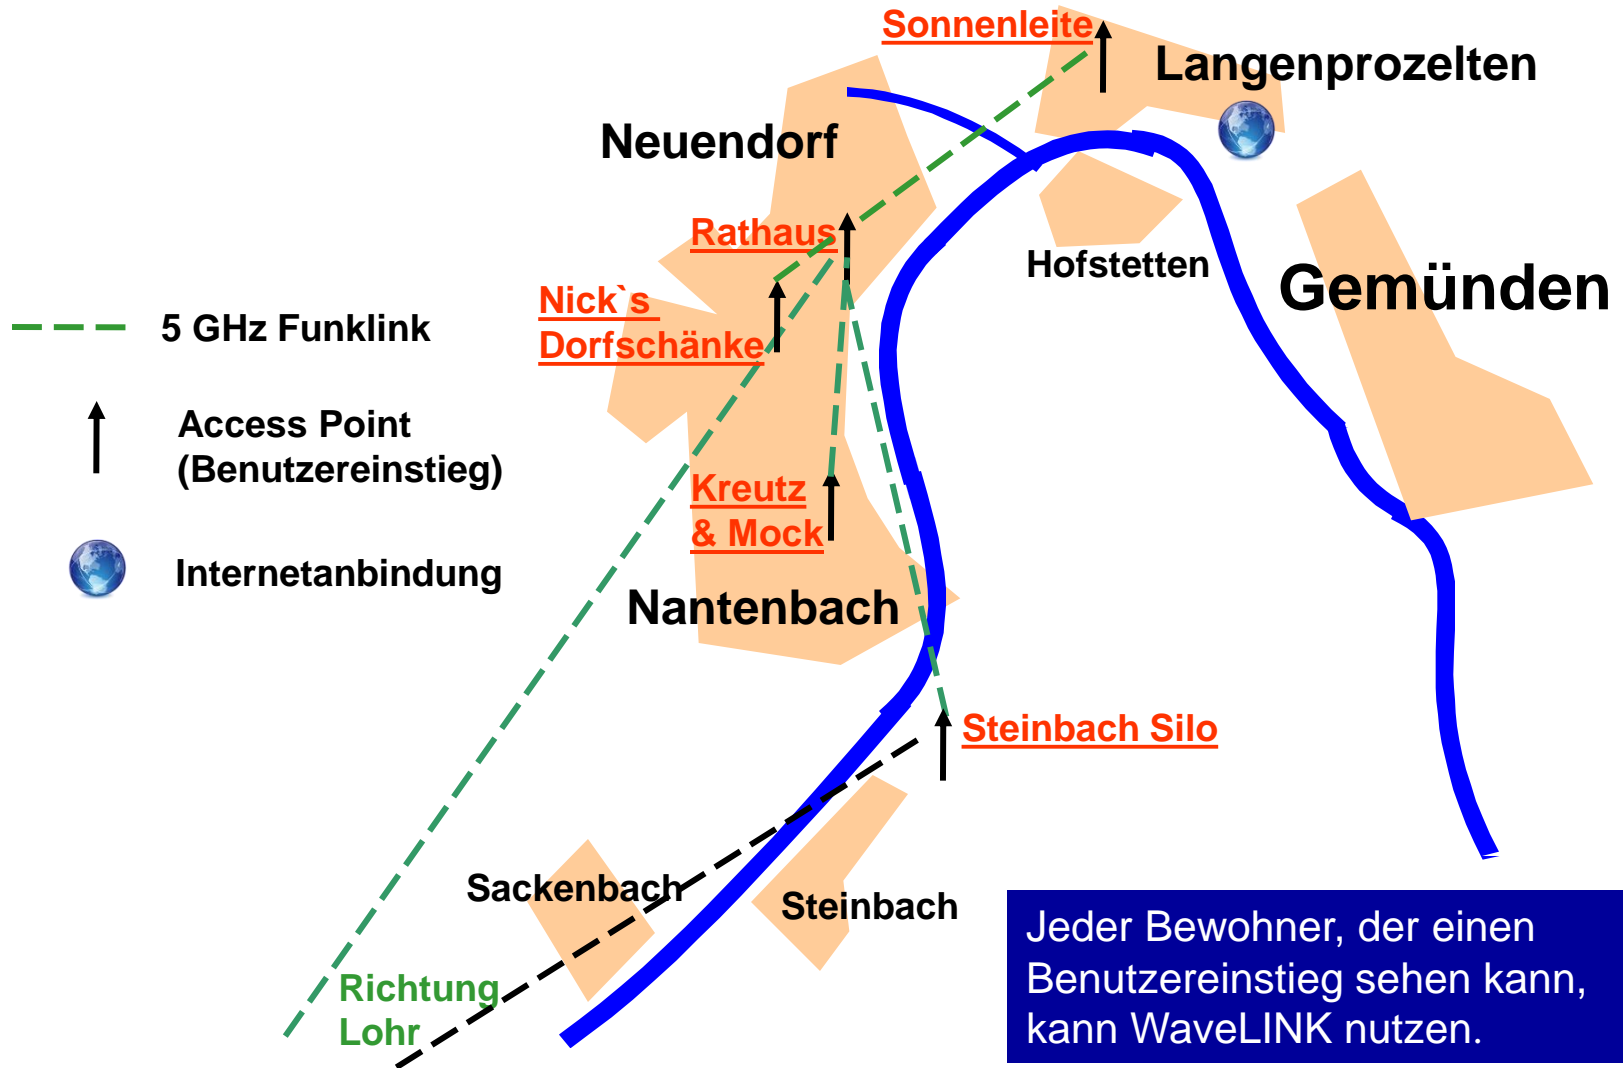 Sonnenleite
Langenprozelten
Neuendorf
Rathaus
Hofstetten
Gemünden
Nick`s
Dorfschänke
5 GHz Funklink
Access Point
(Benutzereinstieg)
Kreutz
& Mock
Internetanbindung
Nantenbach
Steinbach Silo
Sackenbach
Steinbach
Richtung
Lohr
Jeder Bewohner, der einen
Benutzereinstieg sehen kann,
kann WaveLINK nutzen.